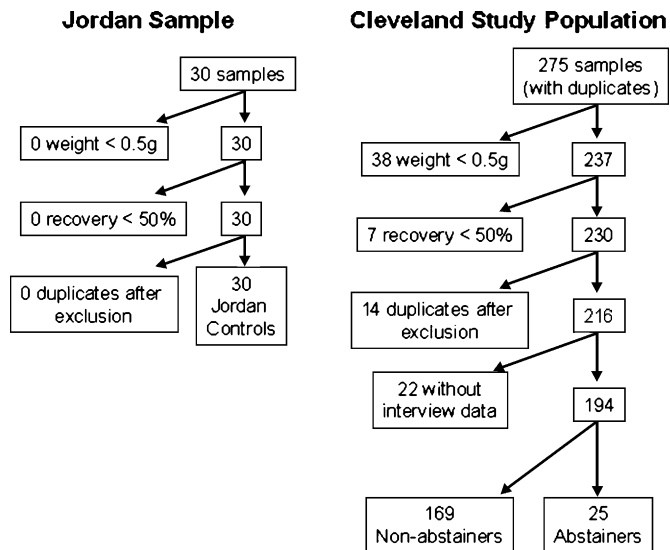 Jordan Sample
30 samples
0 weight < 0.5g
30
0 recovery < 50%
30
0 duplicates after
exclusion
30
Jordan
Controls
Cleveland Study Population
275 samples
(with duplicates)
38 weight < 0.5g
237
7 recovery < 50%
230
14 duplicates after
exclusion
216
22 without
interview data
194
169
Non-abstainers
25
Abstainers